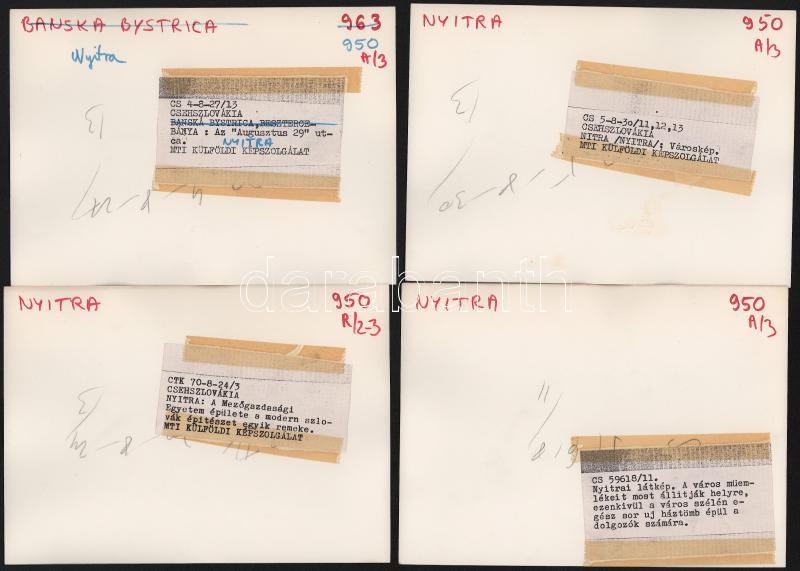 BANSKA BYSTRICA 963
Nyitra 950
A/3
CS 4-8-27/13
CSEHSZLOVÁKIA
BANSKÁ BYSTRICA,BESZTERCE-
BÁNYA : Az "Augusztus 29" ut-
ca. NYITRA
MTI KÜLFÖLDI KÉPSZOLGÁLAT
NYITRA 950
A/3
CS 5-8-30/11,12,13
CSEHSZLOVÁKIA
NITRA /NYITRA/: Városkép.
MTI KÜLFÖLDI KÉPSZOLGÁLAT
darabanth
NYITRA 950
R/2-3
CTK 70-8-24/3
CSEHSZLOVÁKIA
NYITRA: A Mezőgazdasági
Egyetem épülete a modern szlo-
vák építészet egyik remeke.
MTI KÜLFÖLDI KÉPSZOLGÁLAT
NYITRA 950
A/3
CS 59618/11.
Nyitrai látkép. A város műem-
lékeit most állítják helyre,
ezenkivül a város szélén e-
gész sor uj háztömb épül a
dolgozók számára.